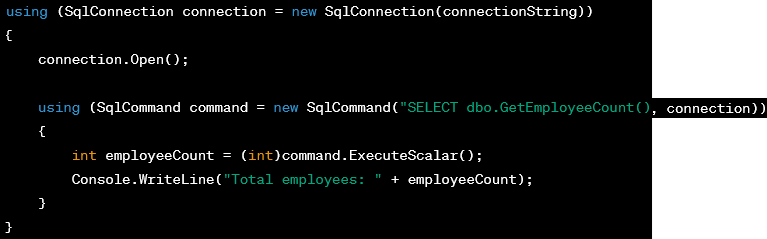 using (SqlConnection connection = new SqlConnection(connectionString))
{
    connection.Open();

    using (SqlCommand command = new SqlCommand("SELECT dbo.GetEmployeeCount(), connection))
    {
        int employeeCount = (int)command.ExecuteScalar();
        Console.WriteLine("Total employees: " + employeeCount);
    }
}